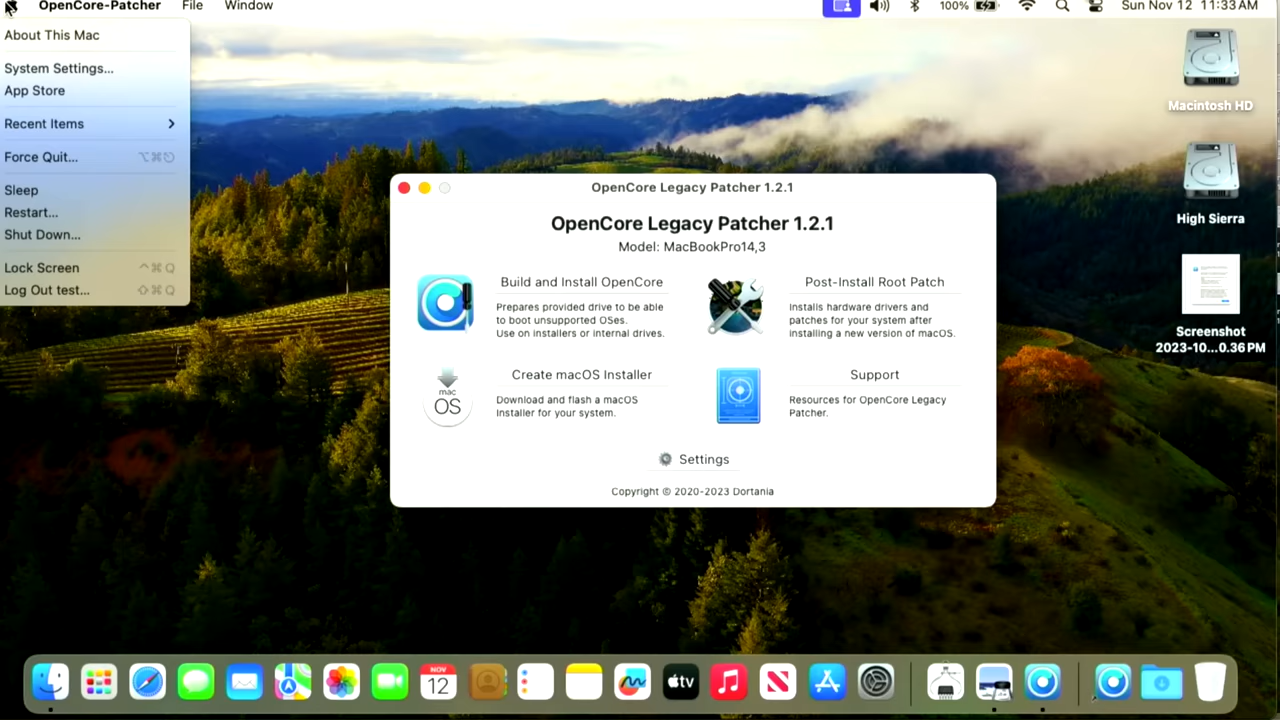 OpenCore-Patcher File Window 100% Sun Nov 12 11:33 AM
About This Mac
System Settings...
App Store
Recent Items
Force Quit... ⌥⌘⎋
Sleep
Restart...
Shut Down...
Lock Screen ^⌘Q
Log Out test... ⇧⌘Q
OpenCore Legacy Patcher 1.2.1
OpenCore Legacy Patcher 1.2.1
Model: MacBookPro14,3
Build and Install OpenCore
Prepares provided drive to be able
to boot unsupported OSes.
Use on installers or internal drives.
Post-Install Root Patch
Installs hardware drivers and
patches for your system after
installing a new version of macOS.
mac
OS
Create macOS Installer
Download and flash a macOS
Installer for your system.
Support
Resources for OpenCore Legacy
Patcher.
Settings
Copyright © 2020-2023 Dortania
Macintosh HD
High Sierra
Screenshot
2023-10...0.36 PM
NOV
12
tv